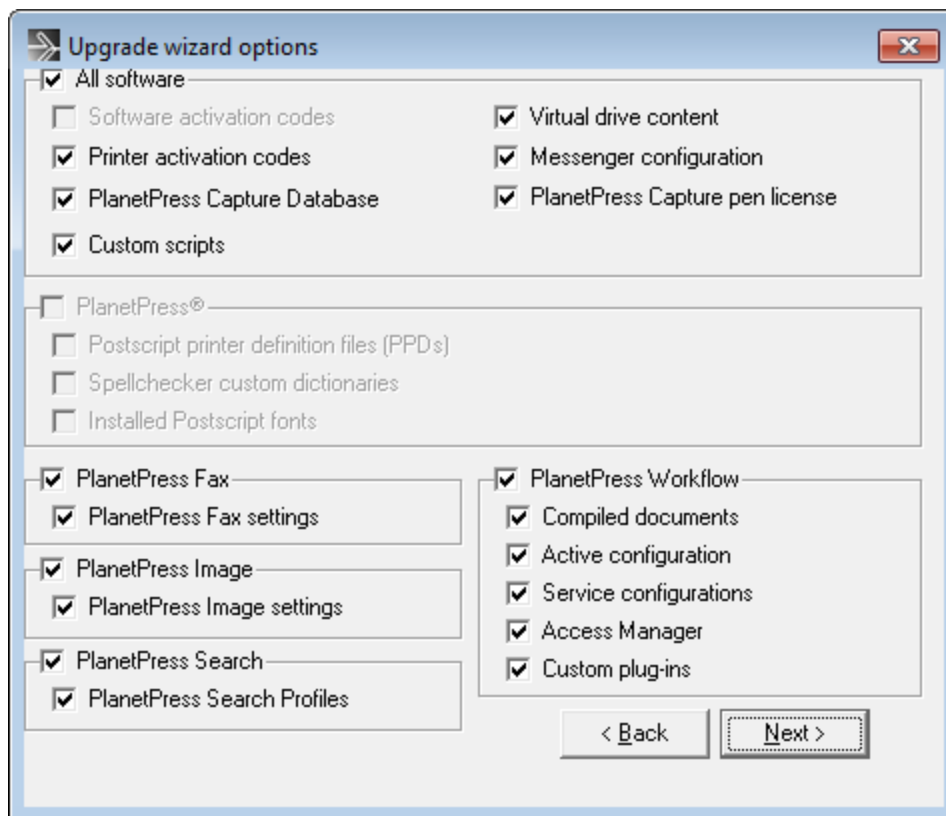 Upgrade wizard options
All software
Software activation codes
Virtual drive content
Printer activation codes
Messenger configuration
PlanetPress Capture Database
PlanetPress Capture pen license
Custom scripts
PlanetPress®
Postscript printer definition files (PPDs)
Spellchecker custom dictionaries
Installed Postscript fonts
PlanetPress Fax
PlanetPress Fax settings
PlanetPress Image
PlanetPress Image settings
PlanetPress Search
PlanetPress Search Profiles
PlanetPress Workflow
Compiled documents
Active configuration
Service configurations
Access Manager
Custom plug-ins
< Back
Next >